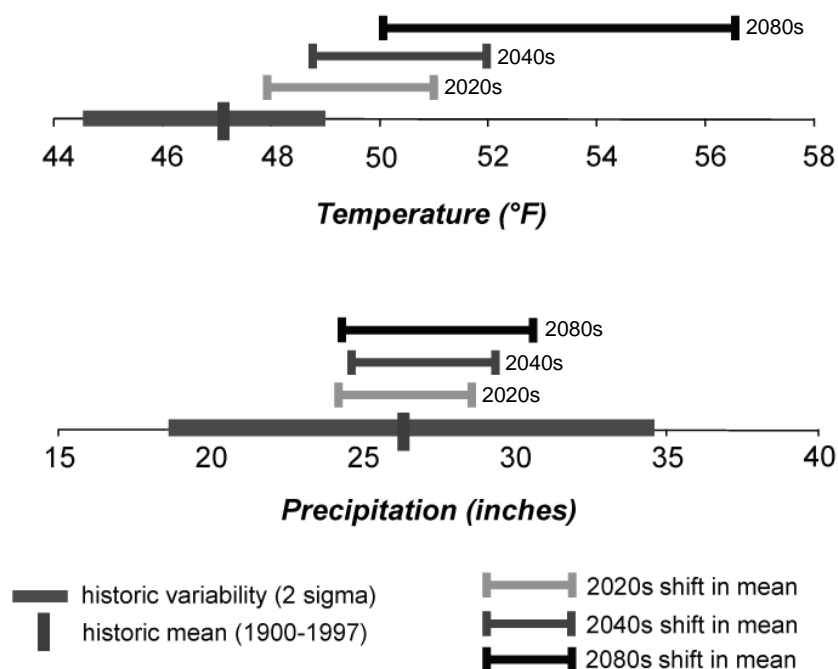 2080s
2040s
2020s
44 46 48 50 52 54 56 58
Temperature (°F)
2080s
2040s
2020s
15 20 25 30 35 40
Precipitation (inches)
historic variability (2 sigma)
historic mean (1900-1997)
2020s shift in mean
2040s shift in mean
2080s shift in mean